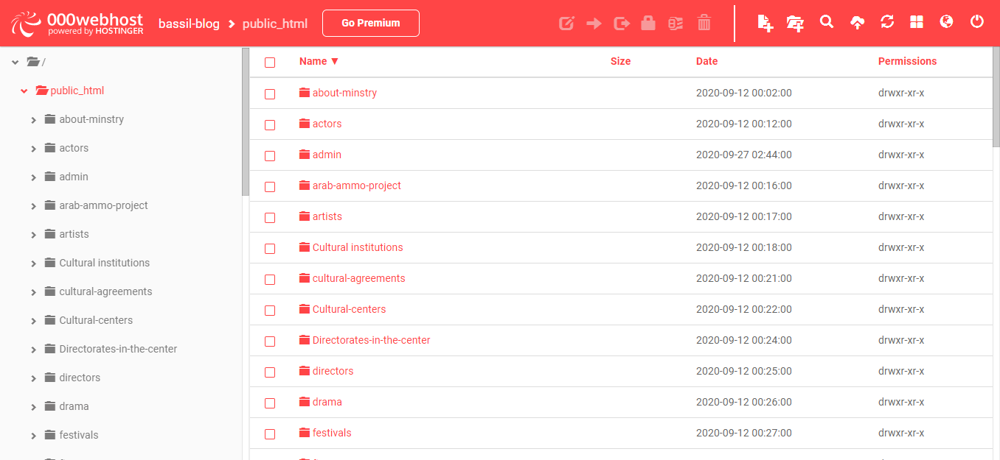 000webhost
powered by HOSTINGER
bassil-blog > public_html
Go Premium
/
public_html
about-minstry
actors
admin
arab-ammo-project
artists
Cultural institutions
cultural-agreements
Cultural-centers
Directorates-in-the-center
directors
drama
festivals
Name ▼ Size Date Permissions
about-minstry 2020-09-12 00:02:00 drwxr-xr-x
actors 2020-09-12 00:12:00 drwxr-xr-x
admin 2020-09-27 02:44:00 drwxr-xr-x
arab-ammo-project 2020-09-12 00:16:00 drwxr-xr-x
artists 2020-09-12 00:17:00 drwxr-xr-x
Cultural institutions 2020-09-12 00:18:00 drwxr-xr-x
cultural-agreements 2020-09-12 00:21:00 drwxr-xr-x
Cultural-centers 2020-09-12 00:22:00 drwxr-xr-x
Directorates-in-the-center 2020-09-12 00:24:00 drwxr-xr-x
directors 2020-09-12 00:25:00 drwxr-xr-x
drama 2020-09-12 00:26:00 drwxr-xr-x
festivals 2020-09-12 00:27:00 drwxr-xr-x